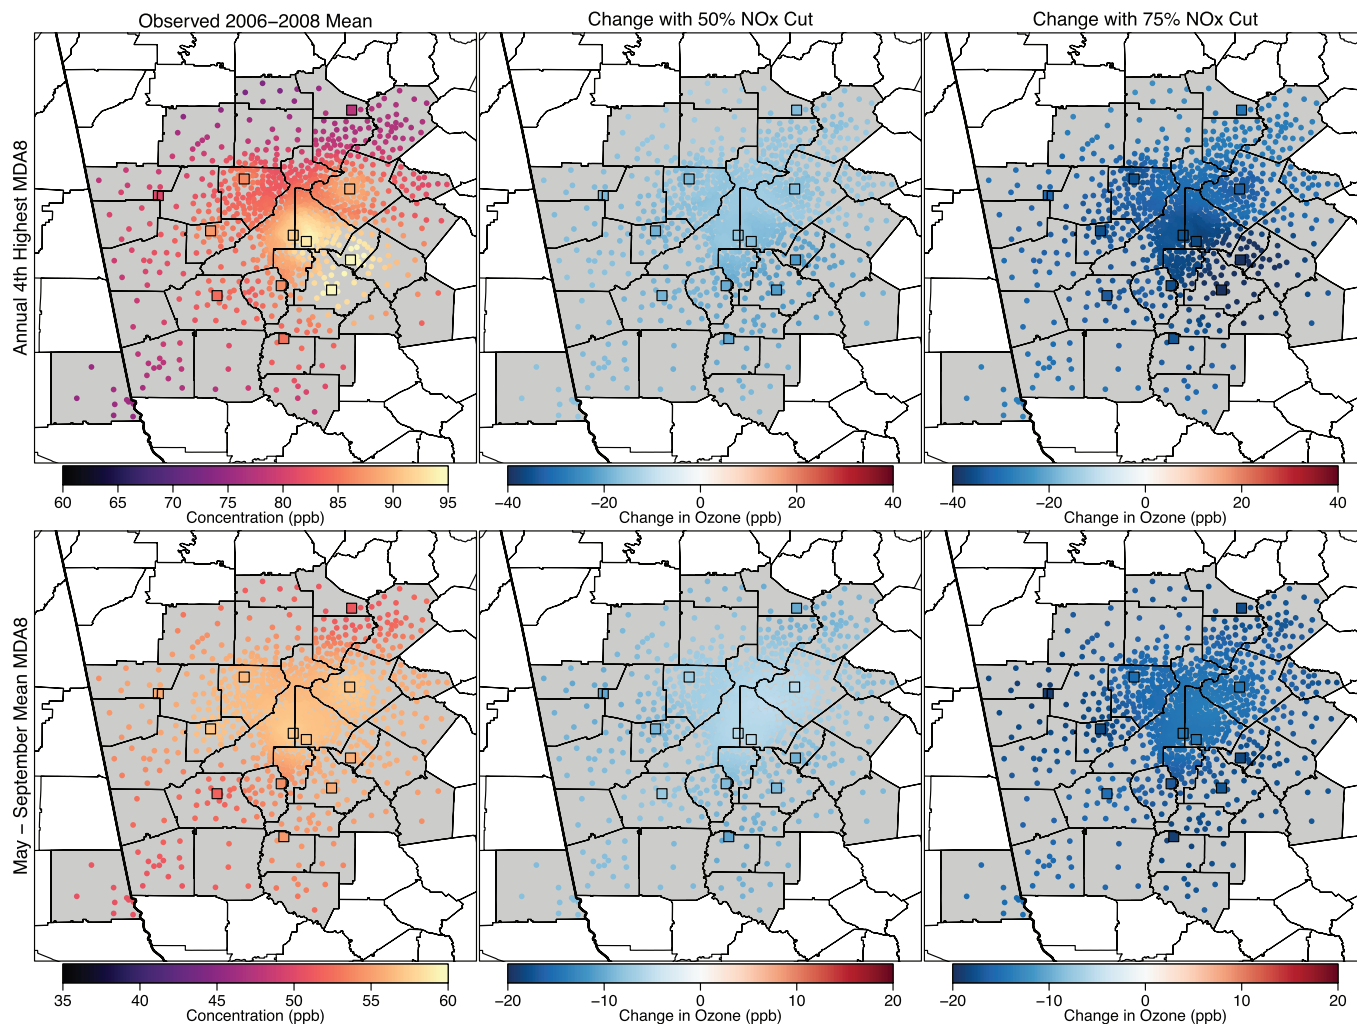 Observed 2006–2008 Mean
Change with 50% NOx Cut
Change with 75% NOx Cut
Annual 4th Highest MDA8
60 65 70 75 80 85 90 95
Concentration (ppb)
−40 −20 0 20 40
Change in Ozone (ppb)
−40 −20 0 20 40
Change in Ozone (ppb)
May – September Mean MDA8
35 40 45 50 55 60
Concentration (ppb)
−20 −10 0 10 20
Change in Ozone (ppb)
−20 −10 0 10 20
Change in Ozone (ppb)